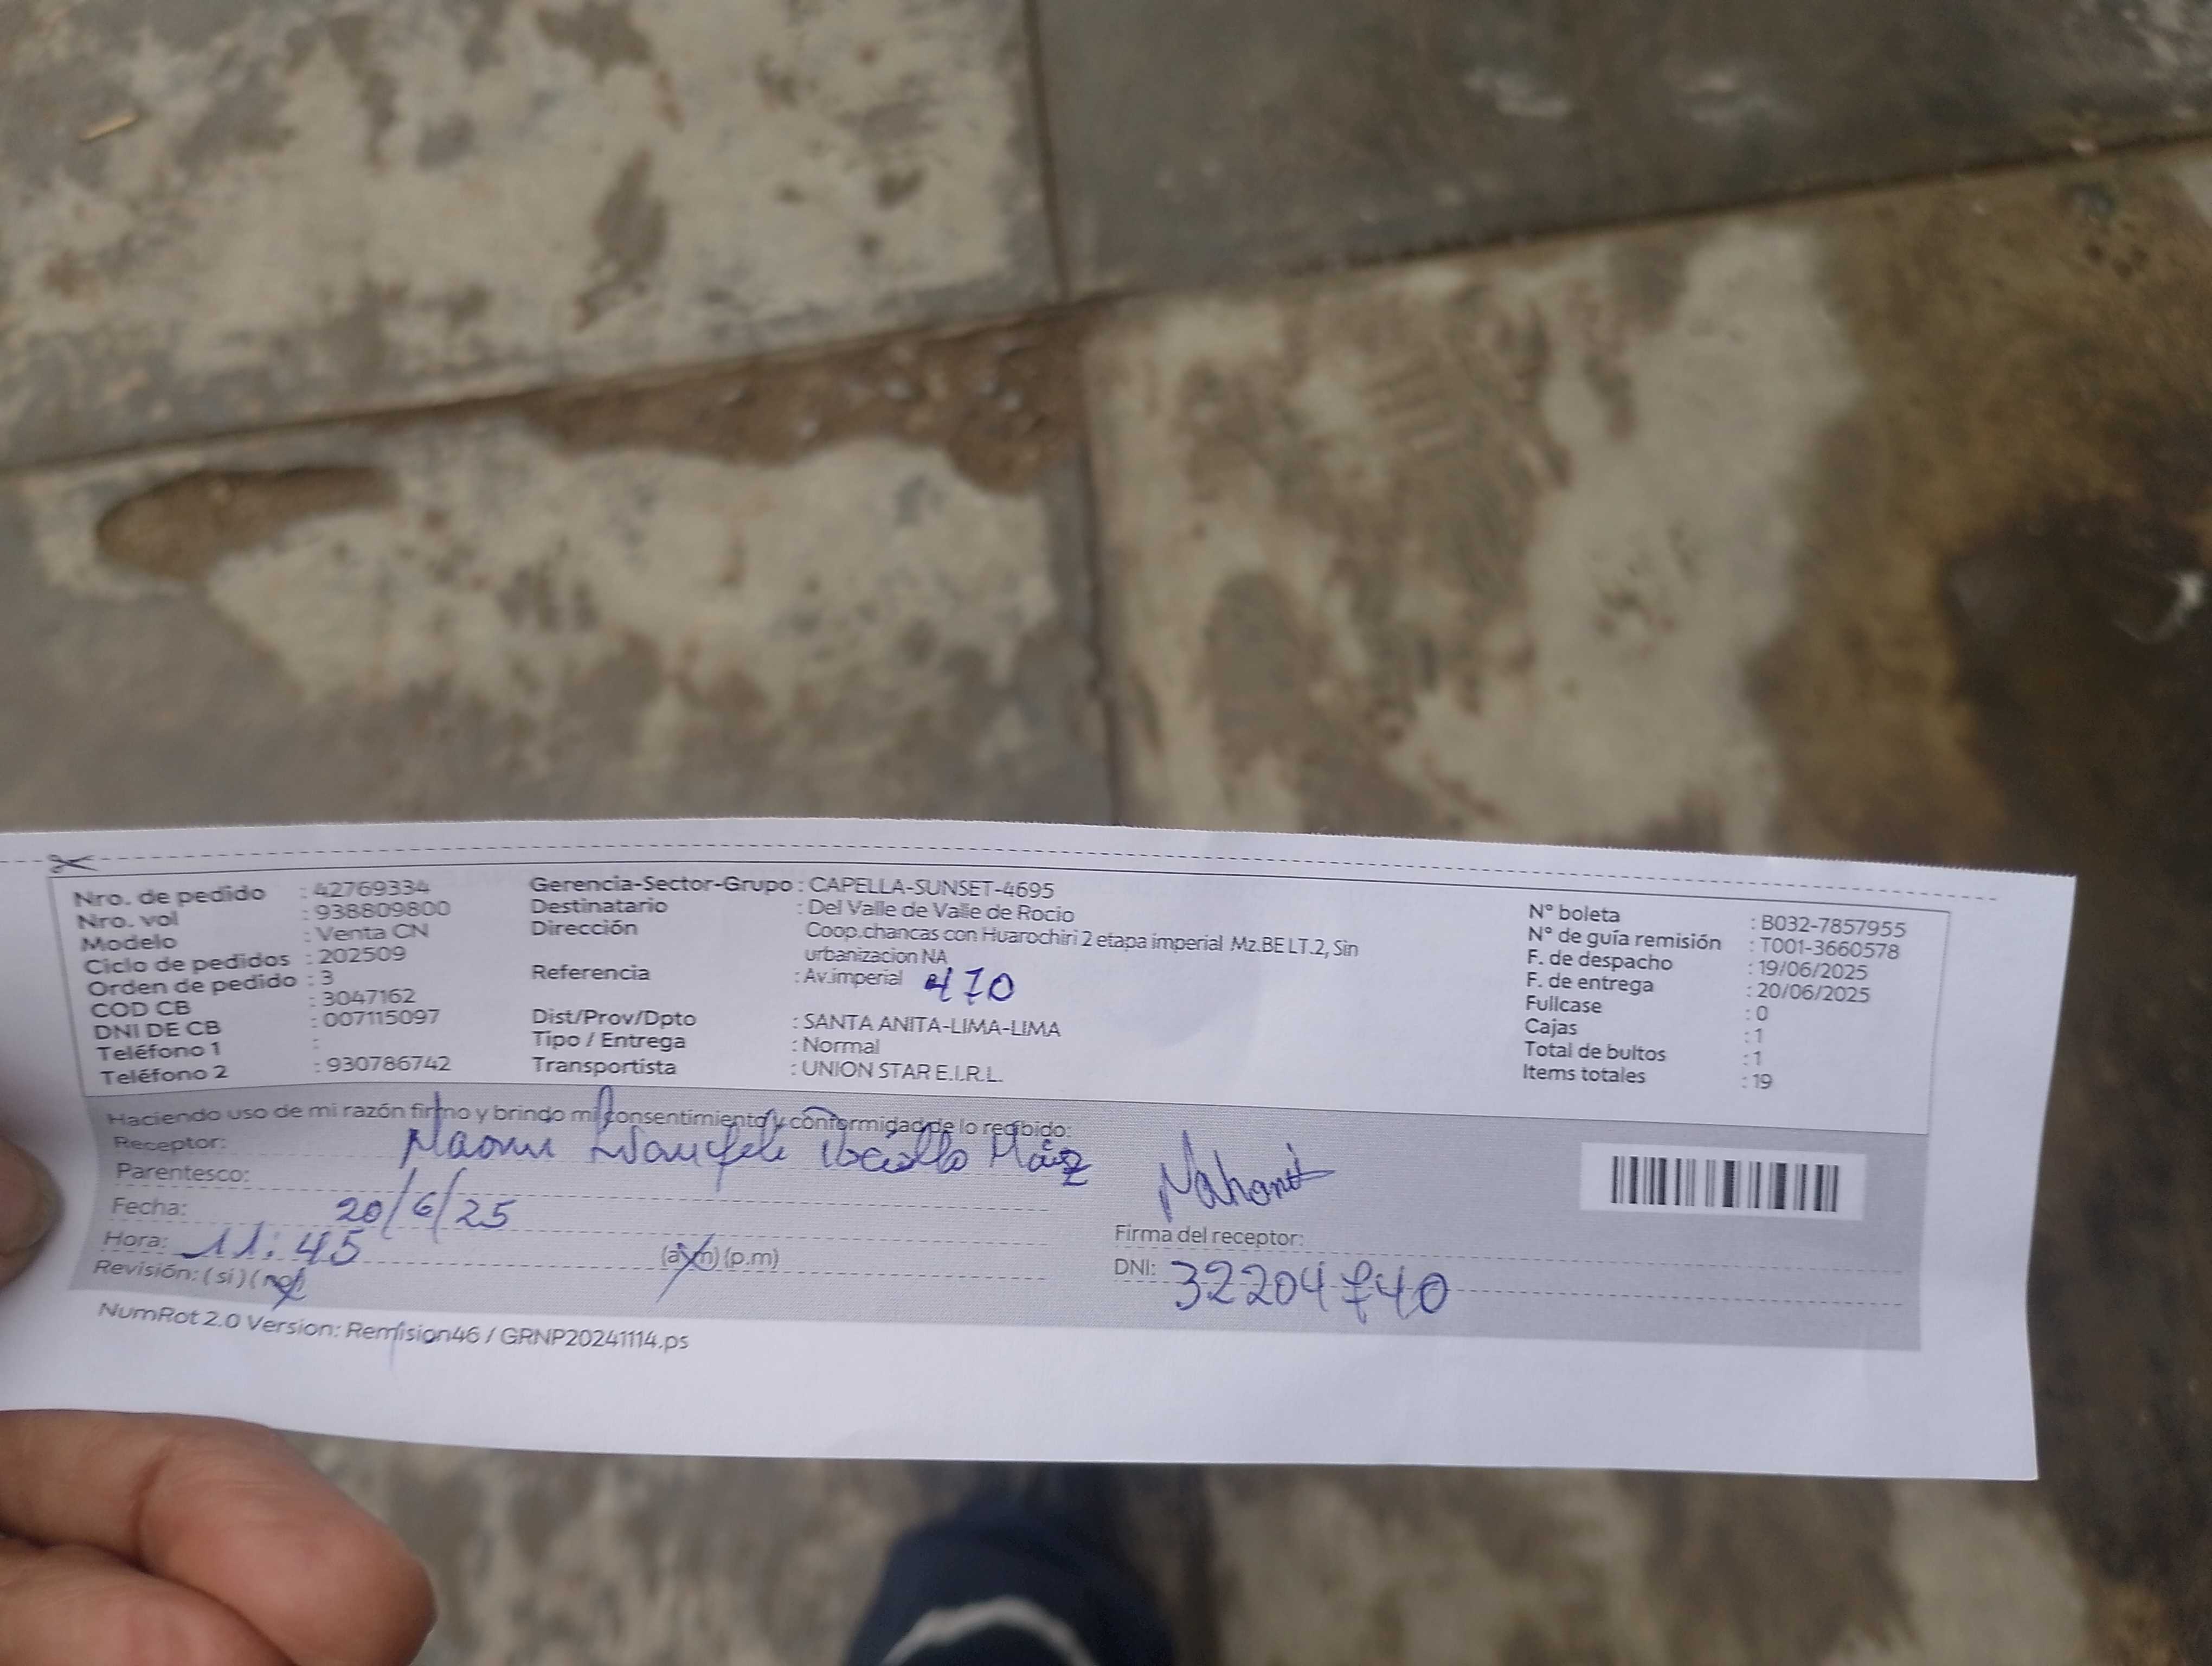 Nro. de pedido : 42769334
Nro. vol : 938809800
Modelo : Venta CN
Ciclo de pedidos : 202509
Orden de pedido : 3
COD CB : 3047162
DNI DE CB : 007115097
Teléfono 1 :
Teléfono 2 : 930786742
Gerencia-Sector-Grupo : CAPELLA-SUNSET-4695
Destinatario : Del Valle de Valle de Rocio
Dirección Coop.chancas con Huarochiri 2 etapa imperial Mz.BE LT.2, Sin
urbanizacion NA
Referencia : Av.imperial 470
Dist/Prov/Dpto : SANTA ANITA-LIMA-LIMA
Tipo / Entrega : Normal
Transportista : UNION STAR E.I.R.L.
N° boleta : B032-7857955
N° de guía remisión : T001-3660578
F. de despacho : 19/06/2025
F. de entrega : 20/06/2025
Fullcase : 0
Cajas : 1
Total de bultos : 1
Items totales : 19
Haciendo uso de mi razón firmo y brindo mi consentimiento y conformidad de lo recibido:
Receptor:
Parentesco:
Fecha: 20/6/25
Hora: 11:45 (a.m) (p.m)
Revisión: ( si ) ( no )
Firma del receptor:
DNI: 32204740
NumRot 2.0 Version: Remision46 / GRNP20241114.ps